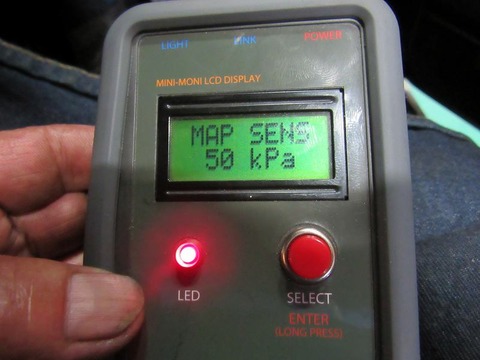 LIGHT LINK POWER
MINI-MONI LCD DISPLAY
MAP SENS
50 kPa
LED SELECT
ENTER
(LONG PRESS)